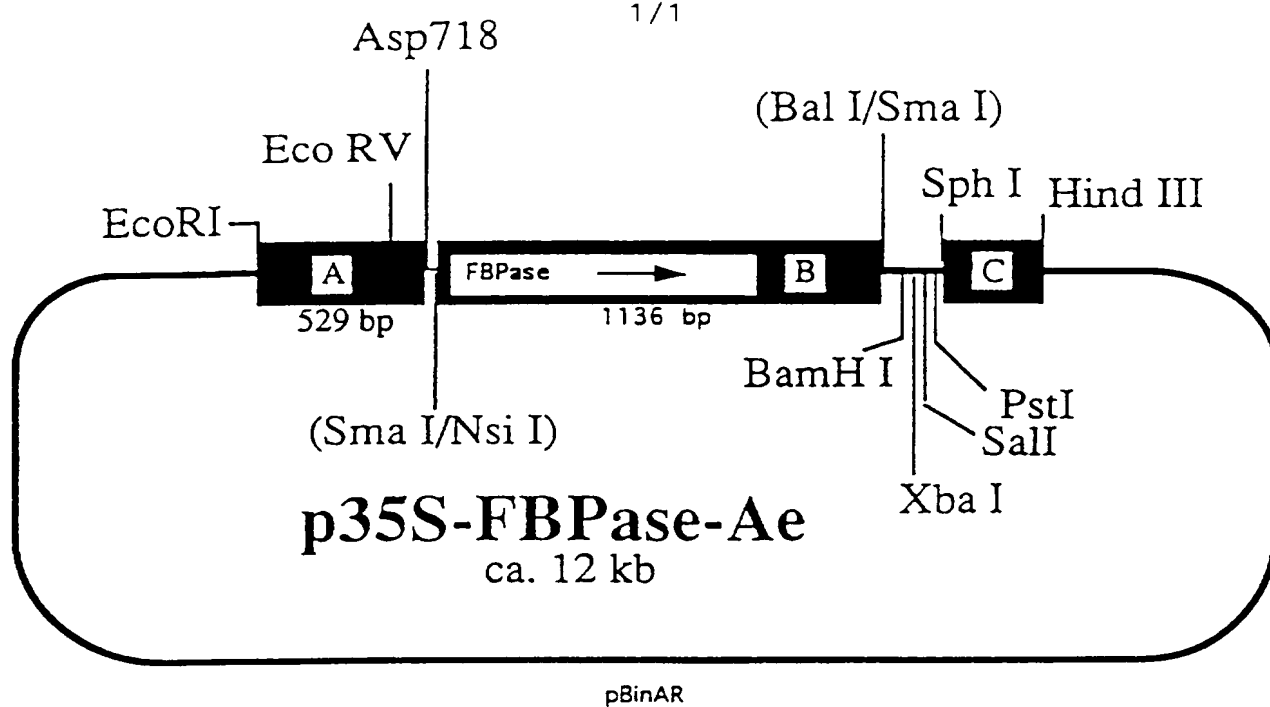 1/1
Asp718
(Bal I/Sma I)
Eco RV
Sph I
Hind III
EcoRI
A
FBPase
B
C
529 bp
1136 bp
BamH I
PstI
(Sma I/Nsi I)
SalI
Xba I
p35S-FBPase-Ae
ca. 12 kb
pBinAR